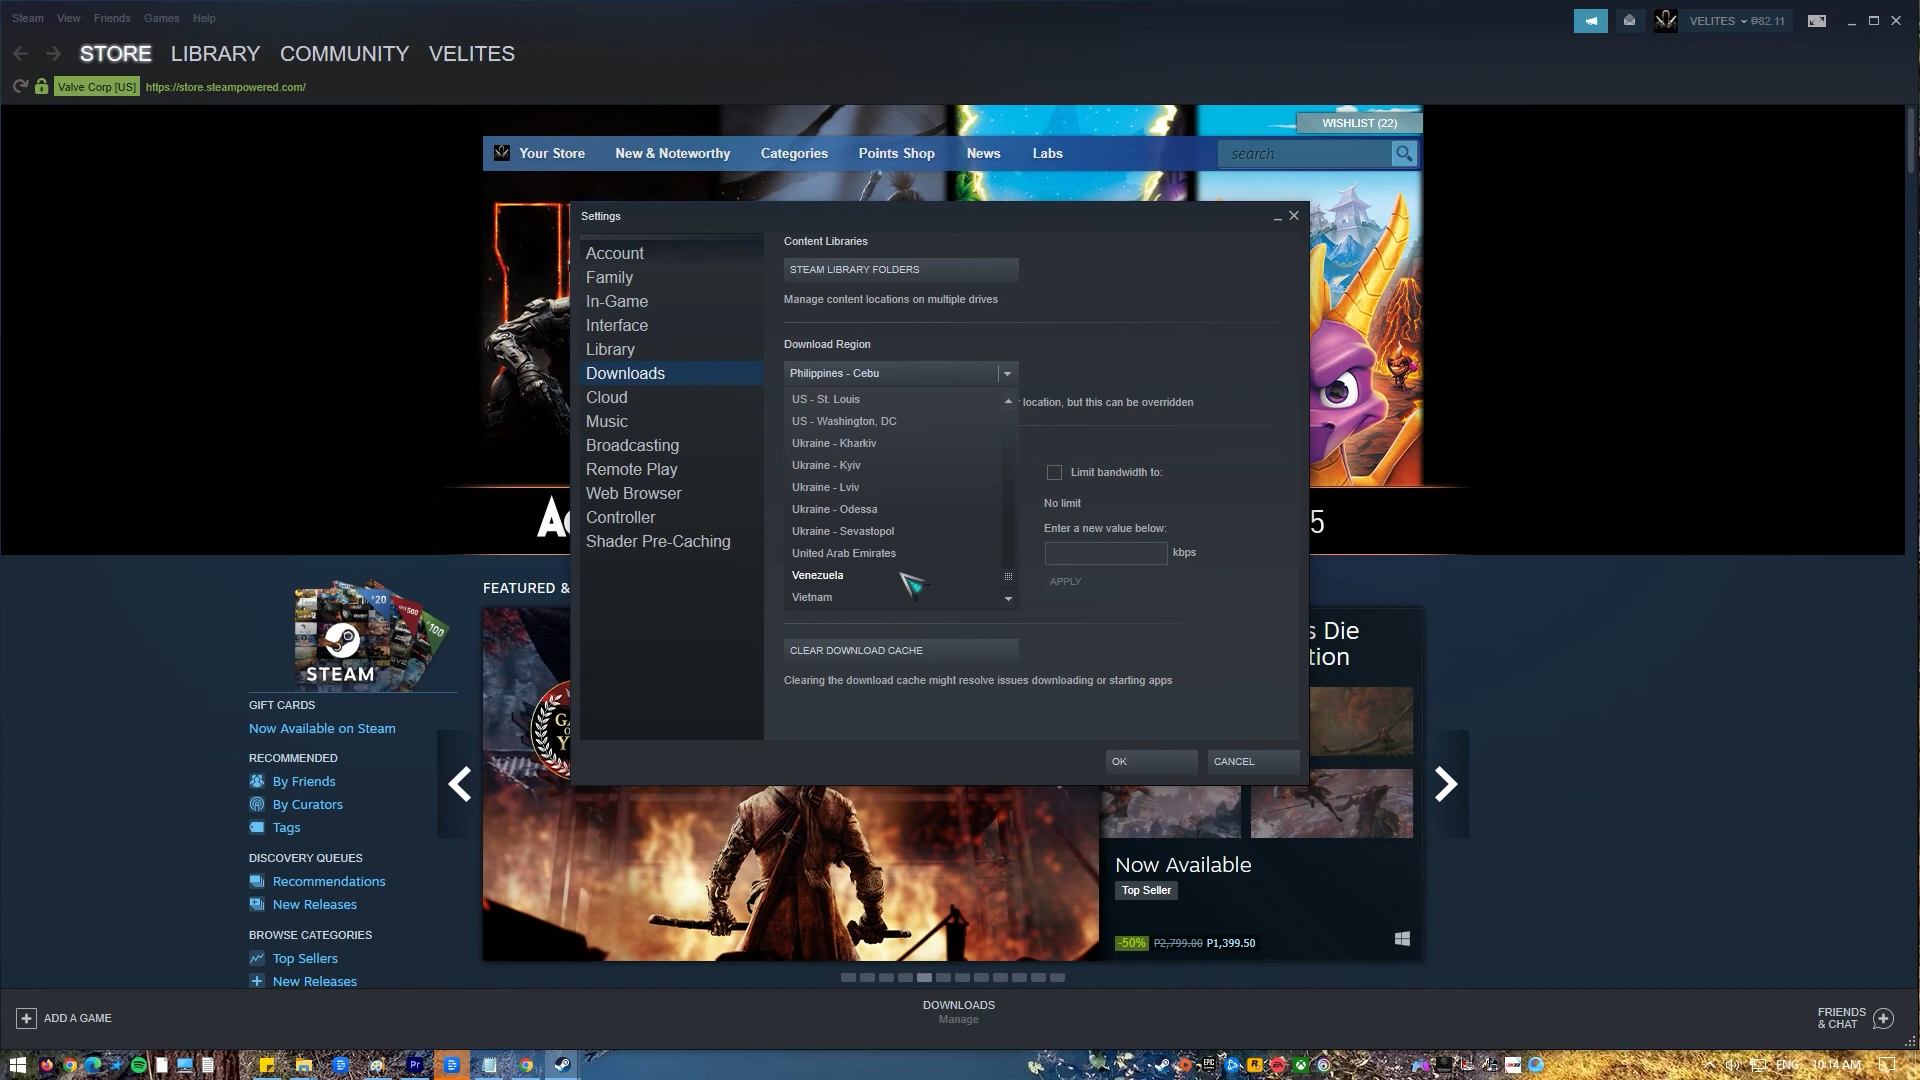 Steam View Friends Games Help
VELITES ₱82.11
STORE LIBRARY COMMUNITY VELITES
Valve Corp [US] https://store.steampowered.com/
WISHLIST (22)
Your Store New & Noteworthy Categories Points Shop News Labs
search
Settings
Account
Family
In-Game
Interface
Library
Downloads
Cloud
Music
Broadcasting
Remote Play
Web Browser
Controller
Shader Pre-Caching
Content Libraries
STEAM LIBRARY FOLDERS
Manage content locations on multiple drives
Download Region
Philippines - Cebu
US - St. Louis
US - Washington, DC
Ukraine - Kharkiv
Ukraine - Kyiv
Ukraine - Lviv
Ukraine - Odessa
Ukraine - Sevastopol
United Arab Emirates
Venezuela
Vietnam
location, but this can be overridden
Limit bandwidth to:
No limit
Enter a new value below:
kbps
APPLY
CLEAR DOWNLOAD CACHE
Clearing the download cache might resolve issues downloading or starting apps
OK CANCEL
5
FEATURED &
$20
$100
STEAM
GIFT CARDS
Now Available on Steam
RECOMMENDED
By Friends
By Curators
Tags
DISCOVERY QUEUES
Recommendations
New Releases
BROWSE CATEGORIES
Top Sellers
New Releases
s Die
tion
Now Available
Top Seller
-50% P2,799.00 P1,399.50
ADD A GAME
DOWNLOADS
Manage
FRIENDS
& CHAT
ENG 10:14 AM